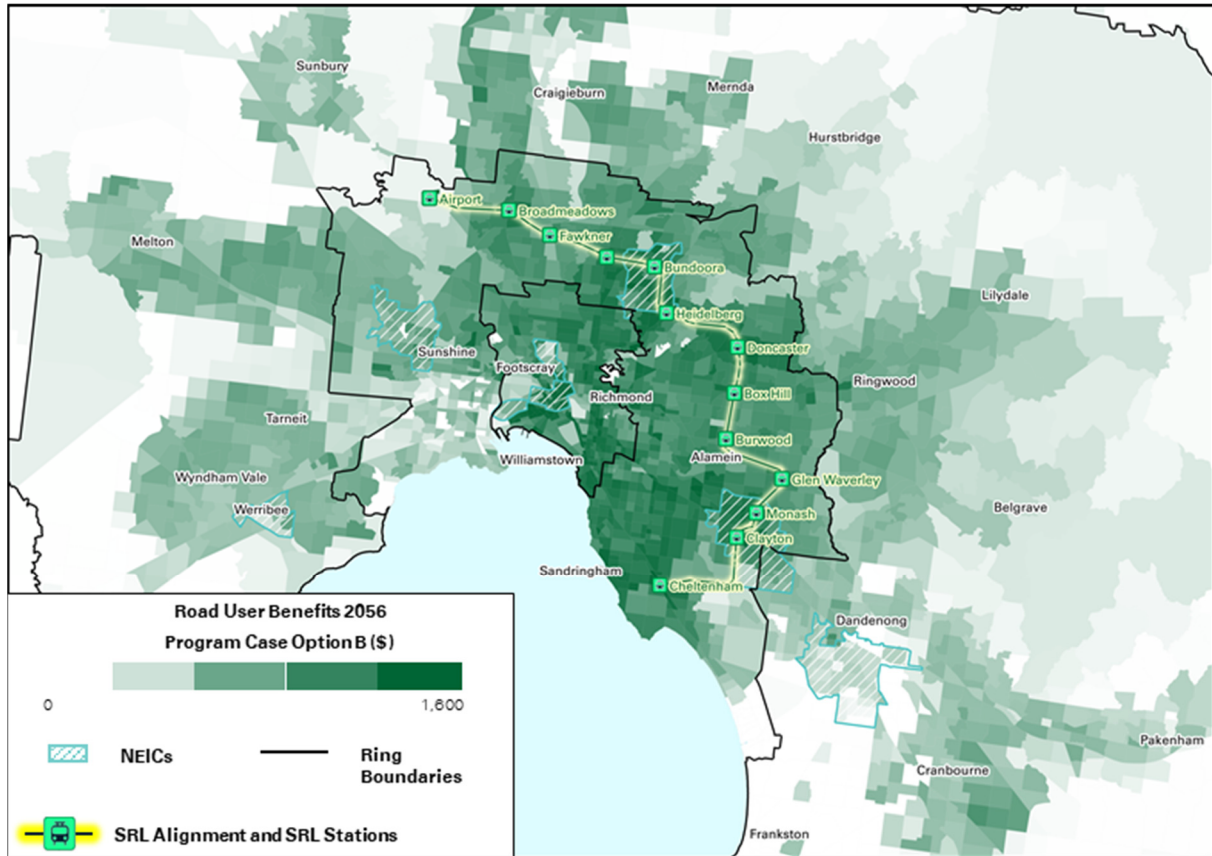 Sunbury
Craigieburn
Mernda
Hurstbridge
Airport
Broadmeadows
Fawkner
Melton
Bundoora
Lilydale
Heidelberg
Sunshine
Doncaster
Footscray
Ringwood
Richmond
Box Hill
Tarneit
Burwood
Williamstown
Alamein
Wyndham Vale
Glen Waverley
Werribee
Monash
Belgrave
Clayton
Sandringham
Cheltenham
Dandenong
Pakenham
Cranbourne
Frankston
Road User Benefits 2056
Program Case Option B ($)
0
1,600
NEICs
Ring
Boundaries
SRL Alignment and SRL Stations